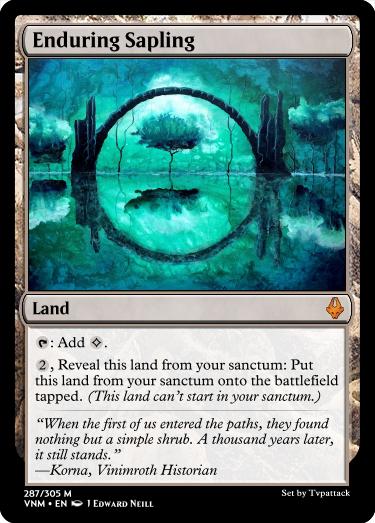 Enduring Sapling
Land
{T}: Add {C}.
2, Reveal this land from your sanctum: Put
this land from your sanctum onto the battlefield
tapped. (This land can't start in your sanctum.)
“When the first of us entered the paths, they found
nothing but a simple shrub. A thousand years later,
it still stands.”
—Korna, Vinimroth Historian
287/305 M
VNM • EN J Edward Neill
Set by Tvpattack